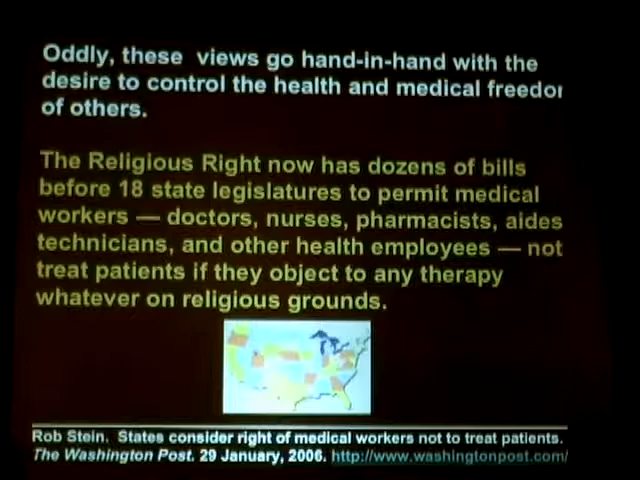 Oddly, these views go hand-in-hand with the
desire to control the health and medical freedo
of others.
The Religious Right now has dozens of bills
before 18 state legislatures to permit medical
workers — doctors, nurses, pharmacists, aides
technicians, and other health employees — not
treat patients if they object to any therapy
whatever on religious grounds.
Rob Stein. States consider right of medical workers not to treat patients.
The Washington Post. 29 January, 2006. http://www.washingtonpost.com/